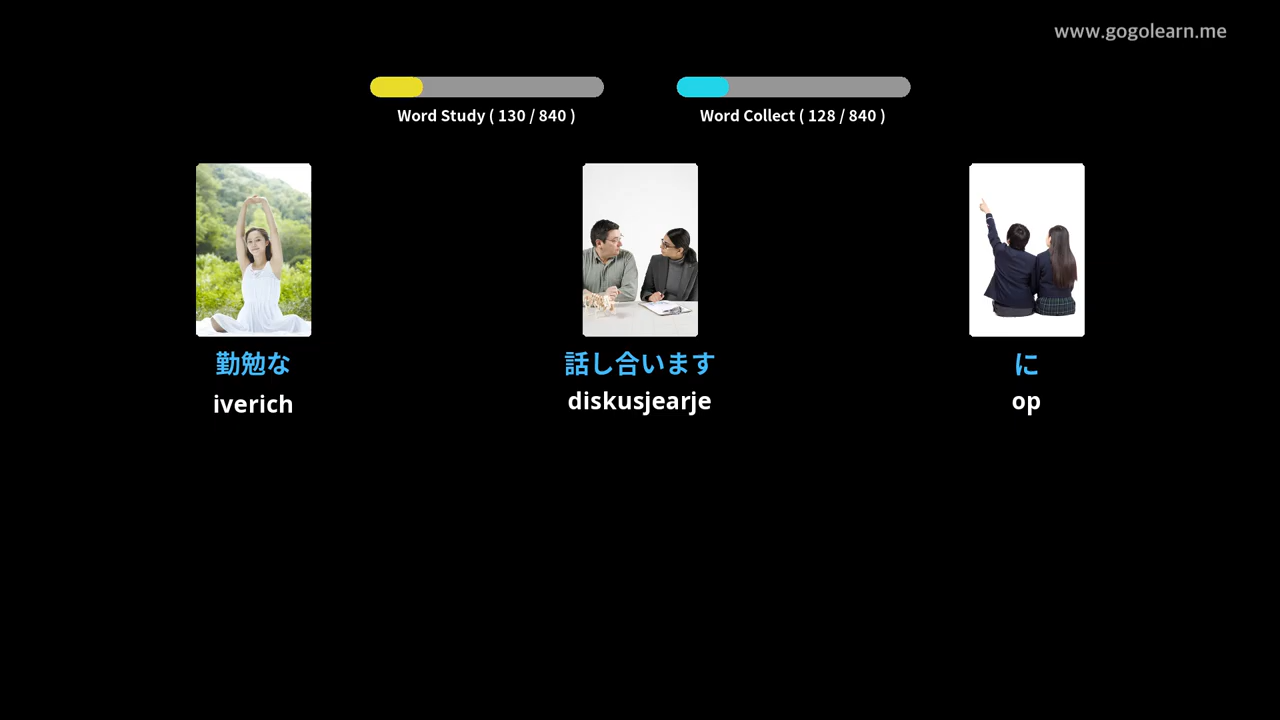 www.gogolearn.me
Word Study ( 130 / 840 )
Word Collect ( 128 / 840 )
勤勉な
iverich
話し合います
diskusjearje
に
op